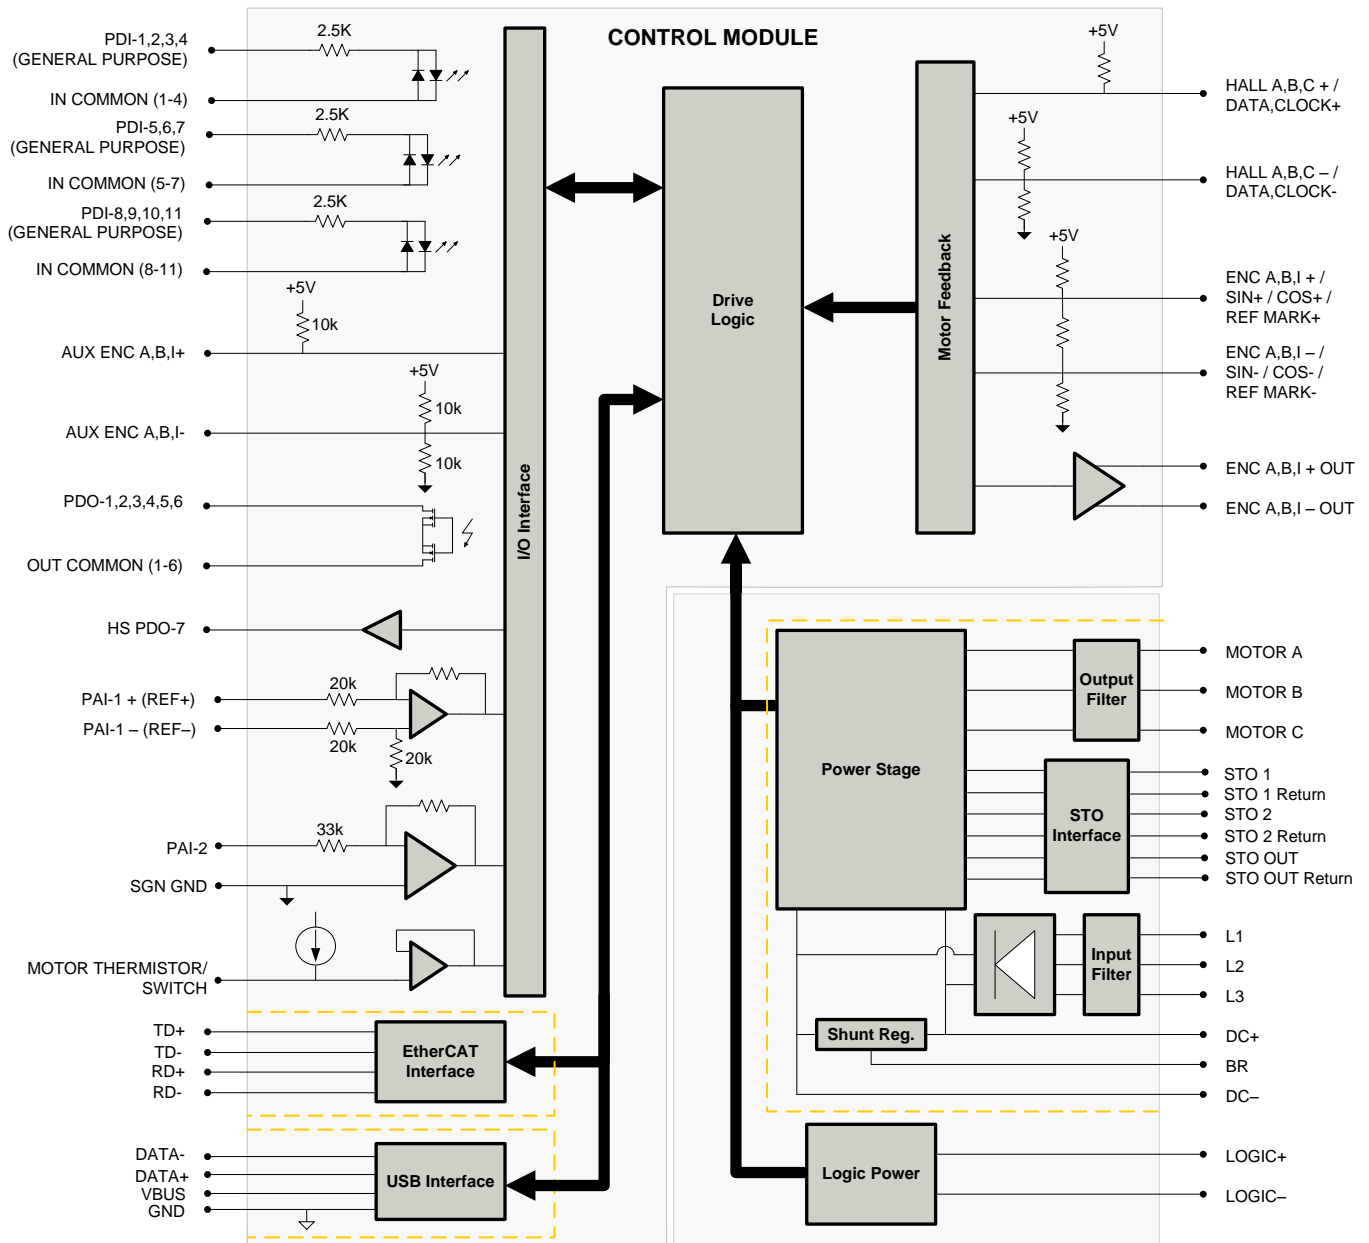 CONTROL MODULE
PDI-1,2,3,4
(GENERAL PURPOSE)
2.5K
IN COMMON (1-4)
PDI-5,6,7
(GENERAL PURPOSE)
2.5K
IN COMMON (5-7)
PDI-8,9,10,11
(GENERAL PURPOSE)
2.5K
IN COMMON (8-11)
+5V
10k
AUX ENC A,B,I+
+5V
10k
AUX ENC A,B,I-
10k
PDO-1,2,3,4,5,6
OUT COMMON (1-6)
HS PDO-7
PAI-1 + (REF+)
20k
PAI-1 – (REF–)
20k
20k
PAI-2
33k
SGN GND
MOTOR THERMISTOR/
SWITCH
I/O Interface
TD+
TD-
RD+
RD-
EtherCAT
Interface
DATA-
DATA+
VBUS
GND
USB Interface
Drive
Logic
Motor Feedback
+5V
HALL A,B,C + /
DATA,CLOCK+
+5V
HALL A,B,C – /
DATA,CLOCK-
+5V
ENC A,B,I + /
SIN+ / COS+ /
REF MARK+
ENC A,B,I – /
SIN- / COS- /
REF MARK-
ENC A,B,I + OUT
ENC A,B,I – OUT
Power Stage
Output
Filter
MOTOR A
MOTOR B
MOTOR C
STO
Interface
STO 1
STO 1 Return
STO 2
STO 2 Return
STO OUT
STO OUT Return
Input
Filter
L1
L2
L3
Shunt Reg.
DC+
BR
DC–
Logic Power
LOGIC+
LOGIC–